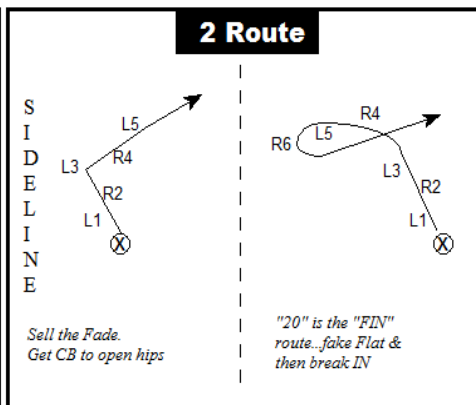 2 Route
SIDELINE
L5
R4
L3
R2
L1
X
Sell the Fade.
Get CB to open hips
R4
L5
R6
L3
R2
L1
X
"20" is the "FIN"
route...fake Flat &
then break IN